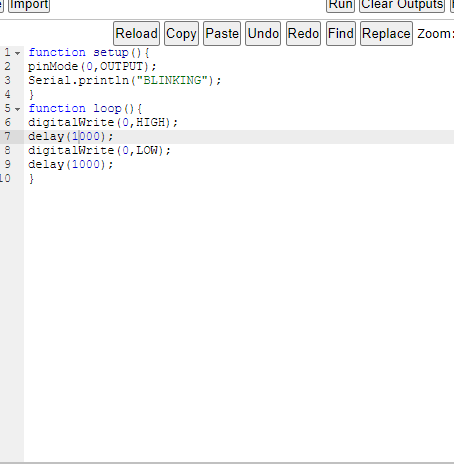 Import Run Clear Outputs
Reload Copy Paste Undo Redo Find Replace Zoom:
1 function setup(){
2 pinMode(0,OUTPUT);
3 Serial.println("BLINKING");
4 }
5 function loop(){
6 digitalWrite(0,HIGH);
7 delay(1000);
8 digitalWrite(0,LOW);
9 delay(1000);
10 }